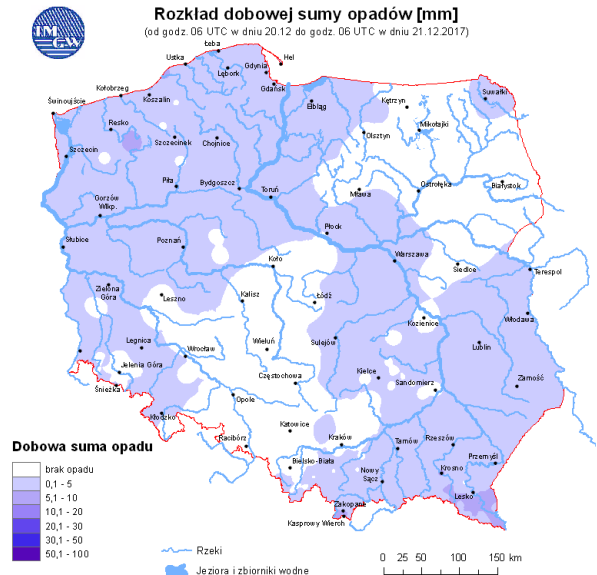 Rozkład dobowej sumy opadów [mm]
(od godz. 06 UTC w dniu 20.12 do godz. 06 UTC w dniu 21.12.2017)
IM
GW
Łeba
Ustka
Hel
Gdynia
Lębork
Gdańsk
Suwałki
Kołobrzeg
Koszalin
Świnoujście
Elbląg
Kętrzyn
Resko
Mikołajki
Olsztyn
Szczecinek
Chojnice
Szczecin
Piła
Bydgoszcz
Toruń
Mława
Ostrołęka
Białystok
Gorzów
Wlkp.
Płock
Słubice
Poznań
Warszawa
Koło
Siedlce
Terespol
Zielona
Góra
Leszno
Kalisz
Łódź
Kozienice
Włodawa
Legnica
Wrocław
Wieluń
Sulejów
Lublin
Jelenia Góra
Kielce
Zamość
Śnieżka
Częstochowa
Sandomierz
Opole
Kłodzko
Katowice
Racibórz
Kraków
Tarnów
Rzeszów
Przemyśl
Bielsko-Biała
Nowy
Sącz
Krosno
Lesko
Zakopane
Kasprowy Wierch
Dobowa suma opadu
brak opadu
0,1 - 5
5,1 - 10
10,1 - 20
20,1 - 30
30,1 - 50
50,1 - 100
Rzeki
Jeziora i zbiorniki wodne
0 25 50 100 150 km